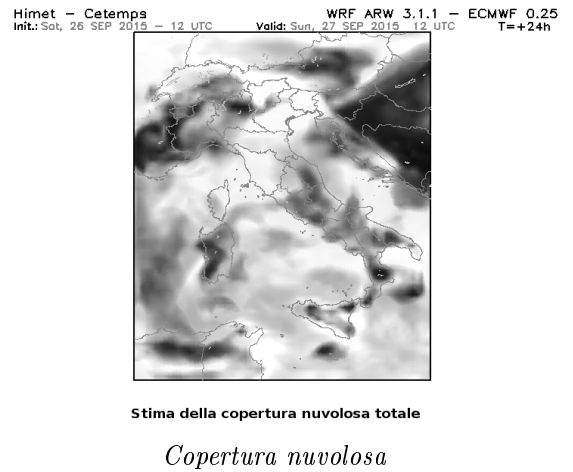 Himet – Cetemps WRF ARW 3.1.1 – ECMWF 0.25
Init.: Sat, 26 SEP 2015 – 12 UTC Valid: Sun, 27 SEP 2015 12 UTC T=+24h
Stima della copertura nuvolosa totale
Copertura nuvolosa